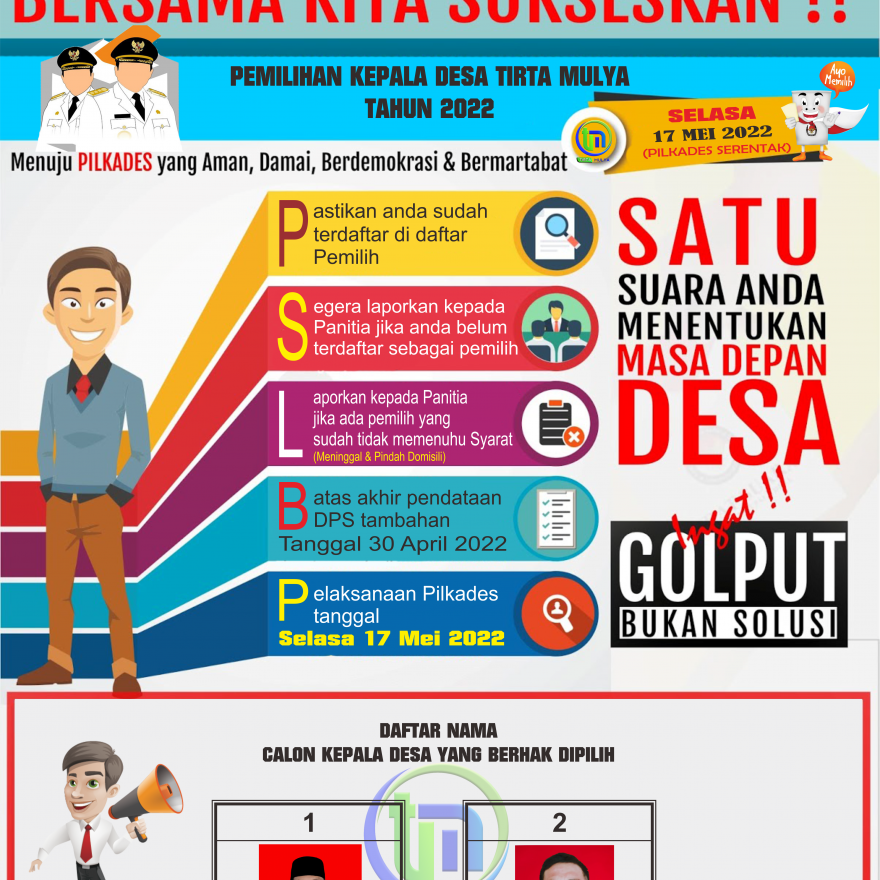 BERSAMA KITA SUKSESKAN !!
PEMILIHAN KEPALA DESA TIRTA MULYA
TAHUN 2022
Ayo
Memilih
SELASA
17 MEI 2022
(PILKADES SERENTAK)
Menuju PILKADES yang Aman, Damai, Berdemokrasi & Bermartabat
Pastikan anda sudah
terdaftar di daftar
Pemilih
Segera laporkan kepada
Panitia jika anda belum
terdaftar sebagai pemilih
Laporkan kepada Panitia
jika ada pemilih yang
sudah tidak memenuhu Syarat
(Meninggal & Pindah Domisili)
Batas akhir pendataan
DPS tambahan
Tanggal 30 April 2022
Pelaksanaan Pilkades
tanggal
Selasa 17 Mei 2022
SATU
SUARA ANDA
MENENTUKAN
MASA DEPAN
DESA
Ingat !!
GOLPUT
BUKAN SOLUSI
DAFTAR NAMA
CALON KEPALA DESA YANG BERHAK DIPILIH
1
2
tm